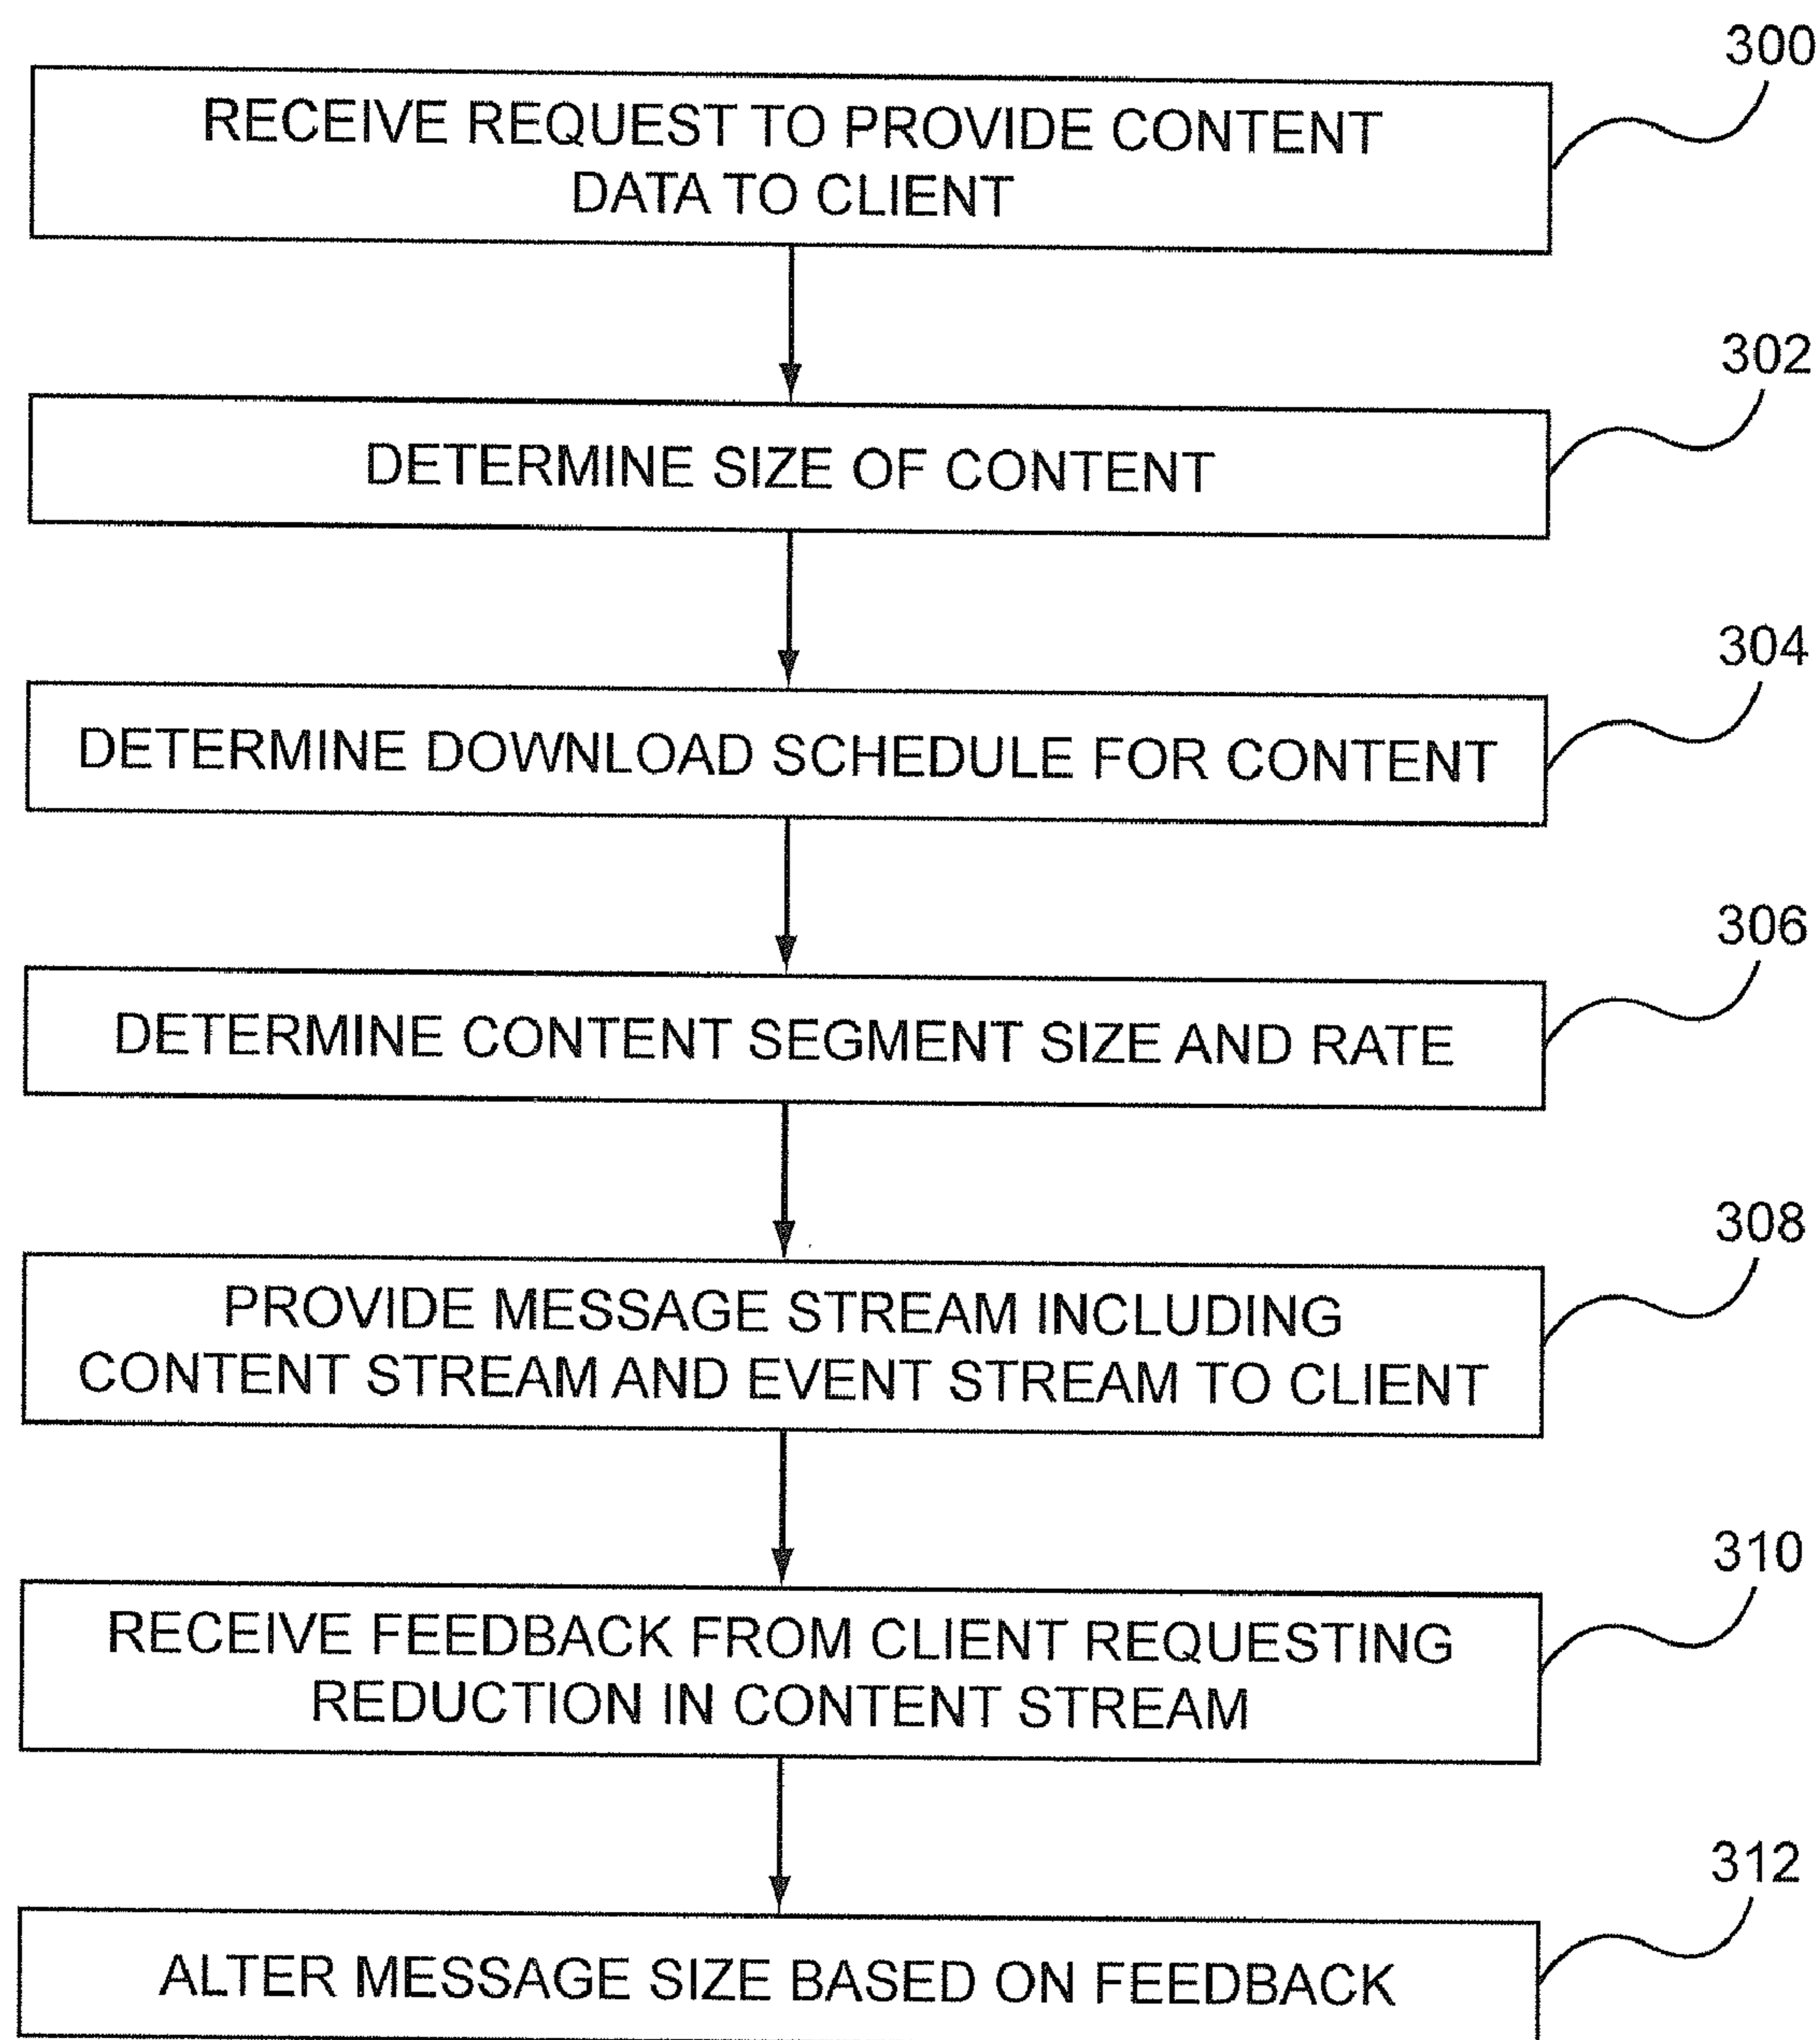 300
RECEIVE REQUEST TO PROVIDE CONTENT
DATA TO CLIENT
302
DETERMINE SIZE OF CONTENT
304
DETERMINE DOWNLOAD SCHEDULE FOR CONTENT
306
DETERMINE CONTENT SEGMENT SIZE AND RATE
308
PROVIDE MESSAGE STREAM INCLUDING
CONTENT STREAM AND EVENT STREAM TO CLIENT
310
RECEIVE FEEDBACK FROM CLIENT REQUESTING
REDUCTION IN CONTENT STREAM
312
ALTER MESSAGE SIZE BASED ON FEEDBACK